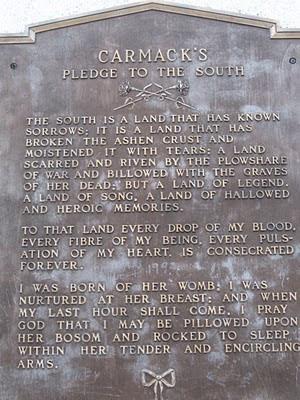 CARMACK'S
PLEDGE TO THE SOUTH
THE SOUTH IS A LAND THAT HAS KNOWN
SORROWS; IT IS A LAND THAT HAS
BROKEN THE ASHEN CRUST AND
MOISTENED IT WITH TEARS; A LAND
SCARRED AND RIVEN BY THE PLOWSHARE
OF WAR AND BILLOWED WITH THE GRAVES
OF HER DEAD; BUT A LAND OF LEGEND,
A LAND OF SONG, A LAND OF HALLOWED
AND HEROIC MEMORIES.
TO THAT LAND EVERY DROP OF MY BLOOD,
EVERY FIBRE OF MY BEING, EVERY PULS-
ATION OF MY HEART, IS CONSECRATED
FOREVER.
I WAS BORN OF HER WOMB; I WAS
NURTURED AT HER BREAST; AND WHEN
MY LAST HOUR SHALL COME, I PRAY
GOD THAT I MAY BE PILLOWED UPON
HER BOSOM AND ROCKED TO SLEEP
WITHIN HER TENDER AND ENCIRCLING
ARMS.